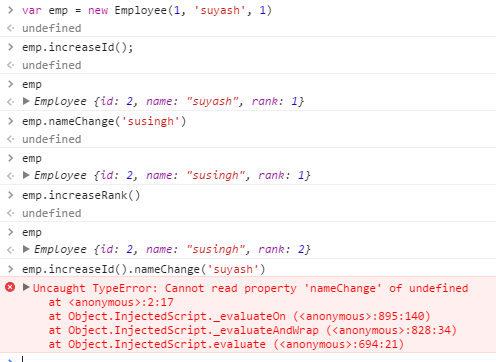 > var emp = new Employee(1, 'suyash', 1)
undefined
> emp.increaseId();
undefined
> emp
Employee {id: 2, name: "suyash", rank: 1}
> emp.nameChange('susingh')
undefined
> emp
Employee {id: 2, name: "susingh", rank: 1}
> emp.increaseRank()
undefined
> emp
Employee {id: 2, name: "susingh", rank: 2}
> emp.increaseId().nameChange('suyash')
Uncaught TypeError: Cannot read property 'nameChange' of undefined
at <anonymous>:2:17
at Object.InjectedScript._evaluateOn (<anonymous>:895:140)
at Object.InjectedScript._evaluateAndWrap (<anonymous>:828:34)
at Object.InjectedScript.evaluate (<anonymous>:694:21)